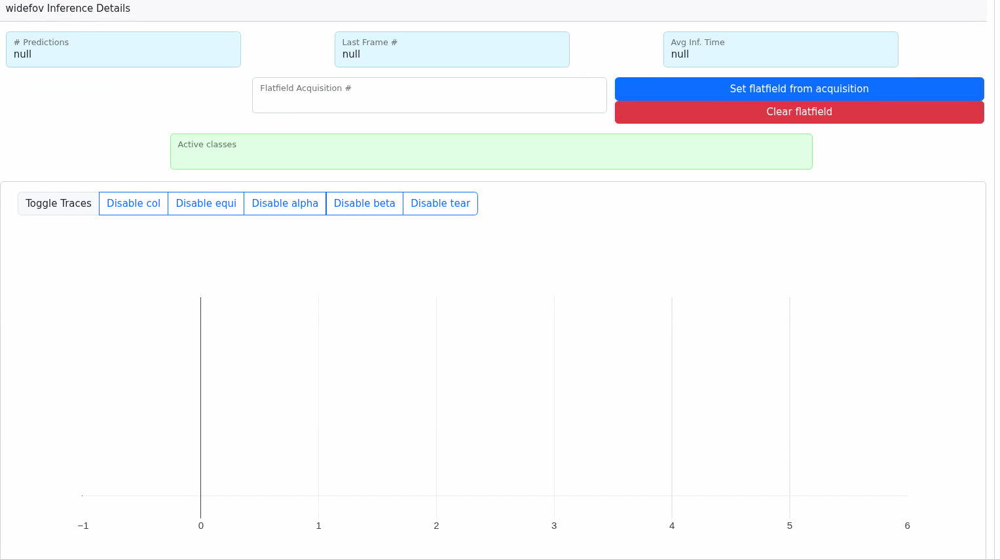 widefov Inference Details
# Predictions
null
Last Frame #
null
Avg Inf. Time
null
Flatfield Acquisition #
Set flatfield from acquisition
Clear flatfield
Active classes
Toggle Traces Disable col Disable equi Disable alpha Disable beta Disable tear
−1 0 1 2 3 4 5 6